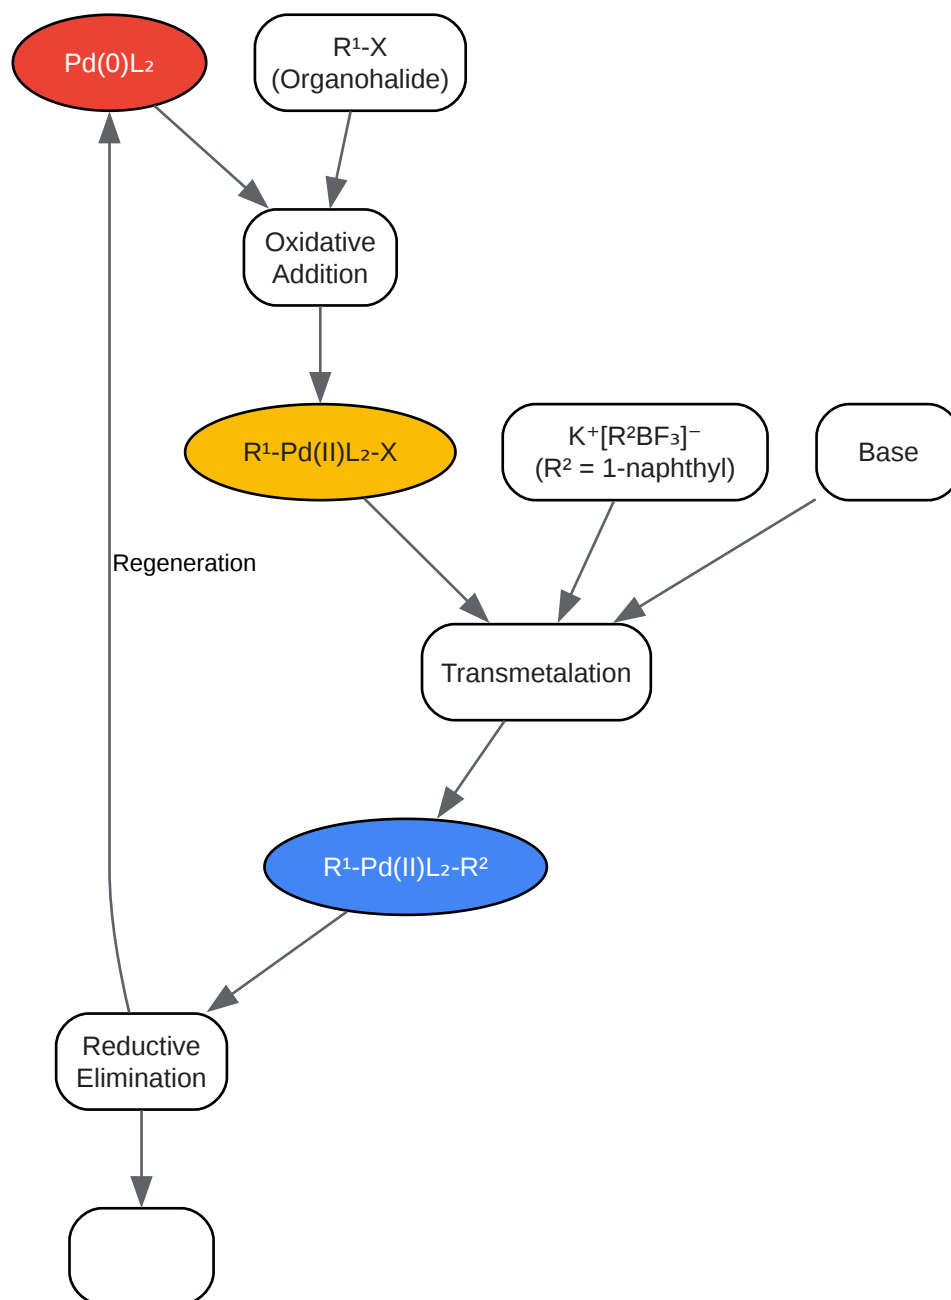 Pd(0)L₂
R¹-X
(Organohalide)
Oxidative
Addition
R¹-Pd(II)L₂-X
K⁺[R²BF₃]⁻
(R² = 1-naphthyl)
Base
Regeneration
Transmetalation
R¹-Pd(II)L₂-R²
Reductive
Elimination